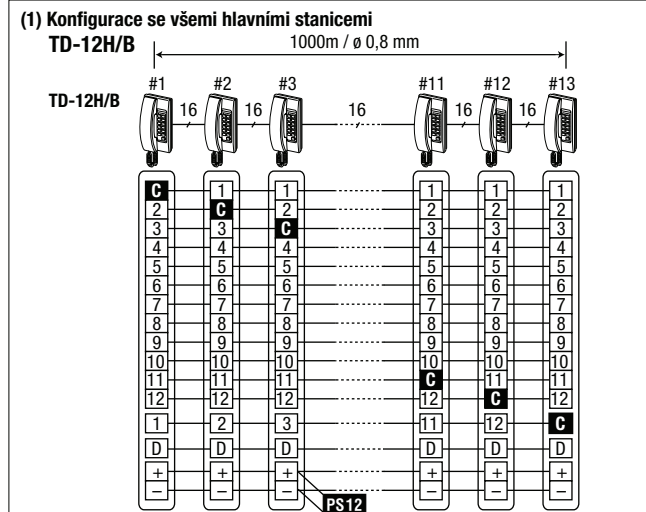 (1) Konfigurace se všemi hlavními stanicemi
TD-12H/B 1000m / ø 0,8 mm
#1 #2 #3 #11 #12 #13
TD-12H/B
16 16 16 16 16
C 1 1 1 1 1
2 C 2 2 2 2
3 3 C 3 3 3
4 4 4 4 4 4
5 5 5 5 5 5
6 6 6 6 6 6
7 7 7 7 7 7
8 8 8 8 8 8
9 9 9 9 9 9
10 10 10 10 10 10
11 11 11 C 11 11
12 12 12 12 C 12
1 2 3 11 12 C
D D D D D D
+ + + + + +
− − − − − −
PS12